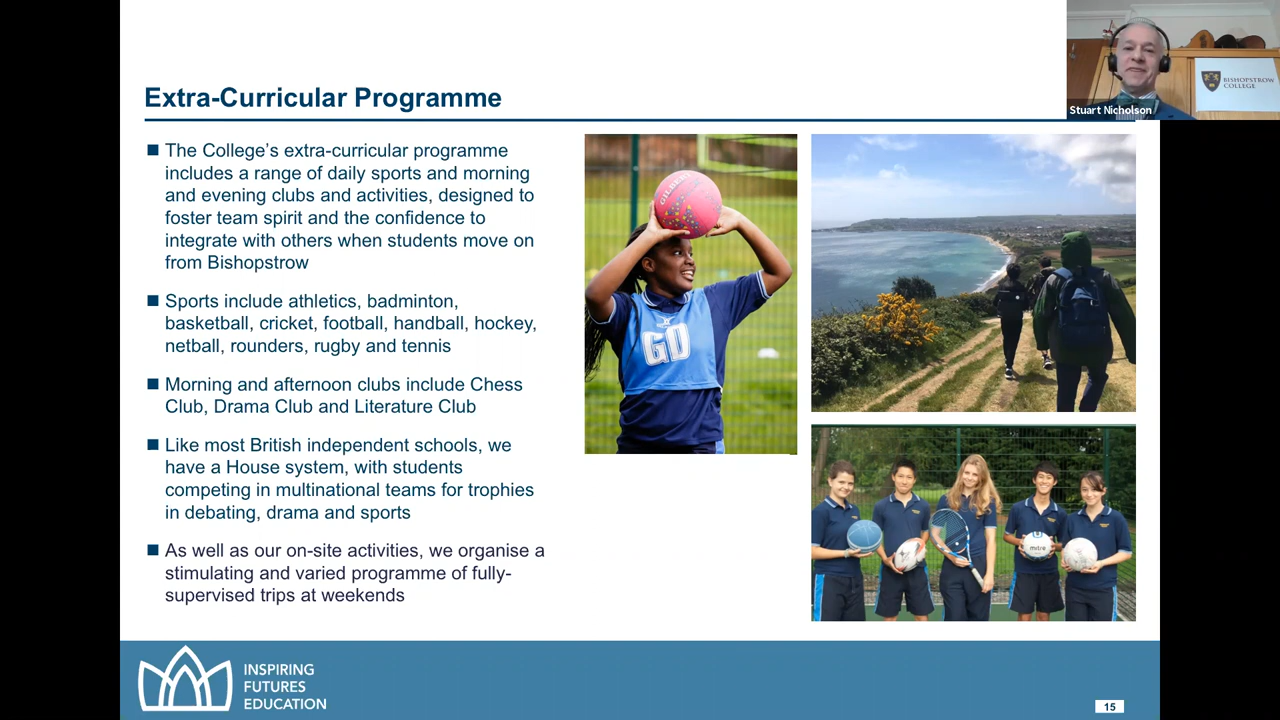 Extra-Curricular Programme
Stuart Nicholson
BISHOPSTROW
COLLEGE
The College's extra-curricular programme
includes a range of daily sports and morning
and evening clubs and activities, designed to
foster team spirit and the confidence to
integrate with others when students move on
from Bishopstrow
Sports include athletics, badminton,
basketball, cricket, football, handball, hockey,
netball, rounders, rugby and tennis
Morning and afternoon clubs include Chess
Club, Drama Club and Literature Club
Like most British independent schools, we
have a House system, with students
competing in multinational teams for trophies
in debating, drama and sports
As well as our on-site activities, we organise a
stimulating and varied programme of fully-
supervised trips at weekends
GILBERT
GD
mitre
INSPIRING
FUTURES
EDUCATION
15